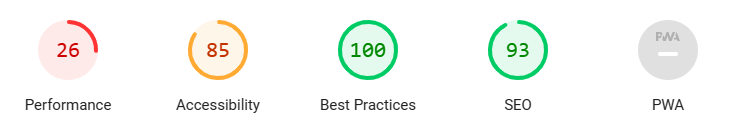 26 85 100 93 PWA
Performance Accessibility Best Practices SEO PWA